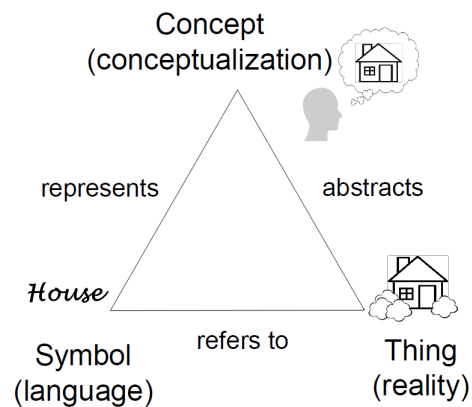 Concept
(conceptualization)
represents
abstracts
House
refers to
Symbol
(language)
Thing
(reality)